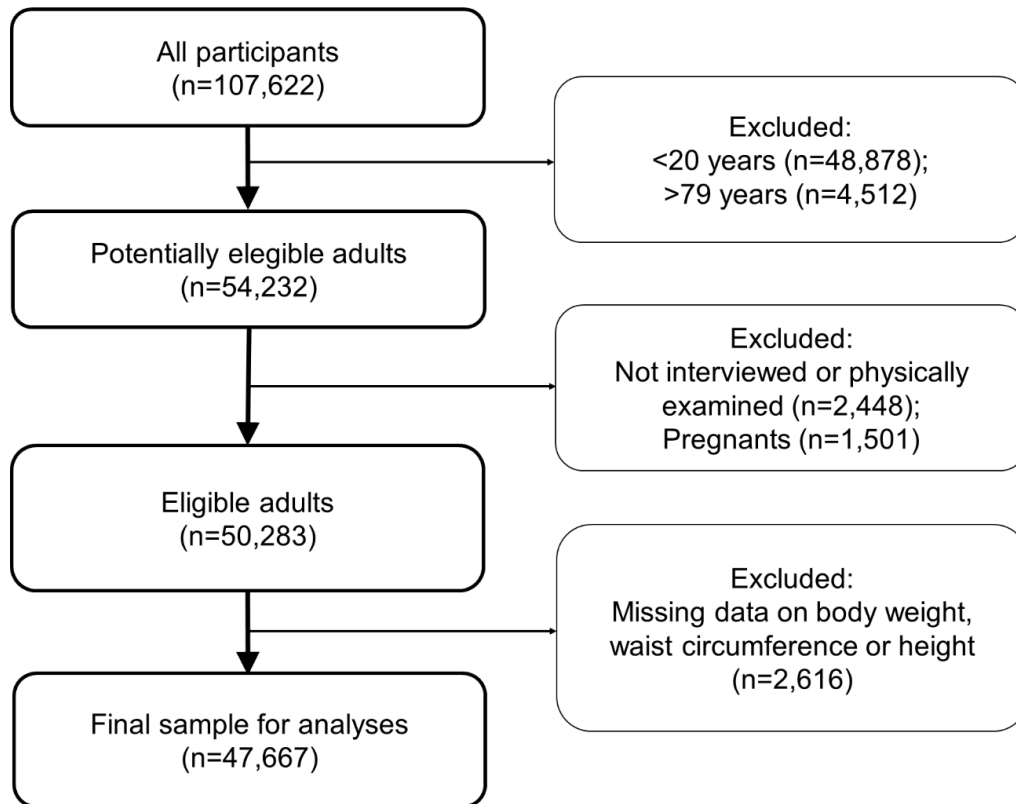 All participants
(n=107,622)
Excluded:
<20 years (n=48,878);
>79 years (n=4,512)
Potentially elegible adults
(n=54,232)
Excluded:
Not interviewed or physically
examined (n=2,448);
Pregnants (n=1,501)
Eligible adults
(n=50,283)
Excluded:
Missing data on body weight,
waist circumference or height
(n=2,616)
Final sample for analyses
(n=47,667)